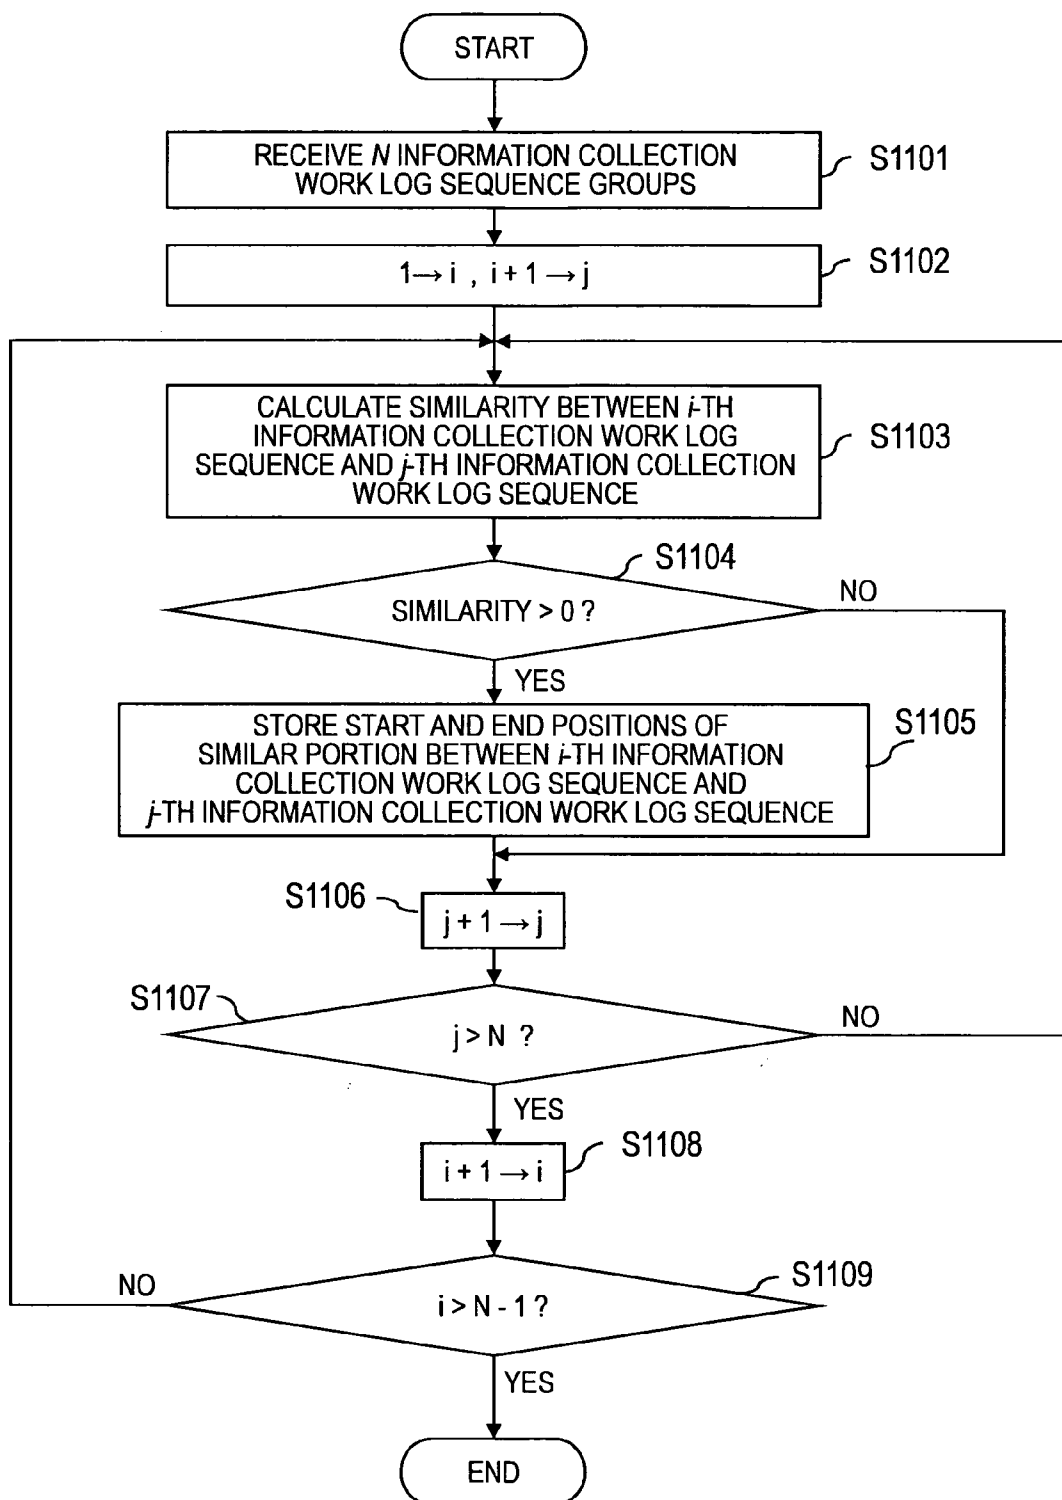 START
RECEIVE N INFORMATION COLLECTION
WORK LOG SEQUENCE GROUPS
S1101
1→ i , i + 1 → j
S1102
CALCULATE SIMILARITY BETWEEN i-TH
INFORMATION COLLECTION WORK LOG
SEQUENCE AND j-TH INFORMATION COLLECTION
WORK LOG SEQUENCE
S1103
S1104
SIMILARITY > 0 ?
NO
YES
STORE START AND END POSITIONS OF
SIMILAR PORTION BETWEEN i-TH INFORMATION
COLLECTION WORK LOG SEQUENCE AND
j-TH INFORMATION COLLECTION WORK LOG SEQUENCE
S1105
S1106
j + 1 → j
S1107
j > N ?
NO
YES
S1108
i + 1 → i
S1109
NO
i > N - 1 ?
YES
END